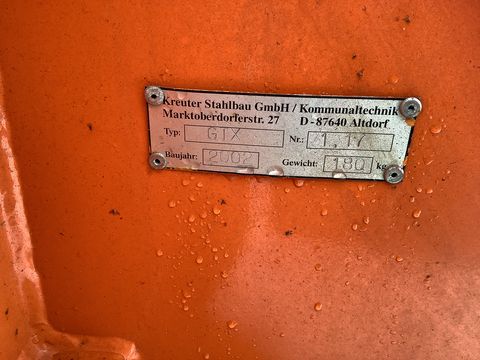 Kreuter Stahlbau GmbH / Kommunaltechnik
Marktoberdorferstr. 27 D - 87640 Altdorf
Typ: GTX Nr.: 1,17
Baujahr: 2002 Gewicht: 180 kg